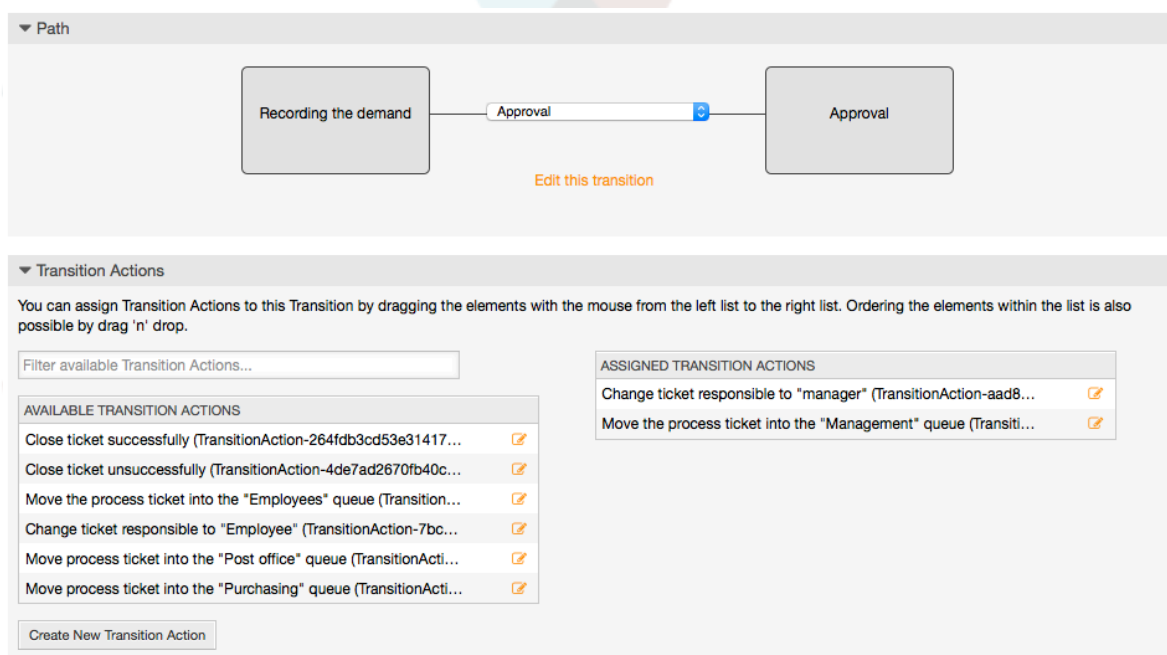 Path
Recording the demand
Approval
Approval
Edit this transition
Transition Actions
You can assign Transition Actions to this Transition by dragging the elements with the mouse from the left list to the right list. Ordering the elements within the list is also
possible by drag 'n' drop.
Filter available Transition Actions...
AVAILABLE TRANSITION ACTIONS
Close ticket successfully (TransitionAction-264fdb3cd53e31417...
Close ticket unsuccessfully (TransitionAction-4de7ad2670fb40c...
Move the process ticket into the "Employees" queue (Transition...
Change ticket responsible to "Employee" (TransitionAction-7bc...
Move process ticket into the "Post office" queue (TransitionActi...
Move process ticket into the "Purchasing" queue (TransitionActi...
Create New Transition Action
ASSIGNED TRANSITION ACTIONS
Change ticket responsible to "manager" (TransitionAction-aad8...
Move the process ticket into the "Management" queue (Transiti...